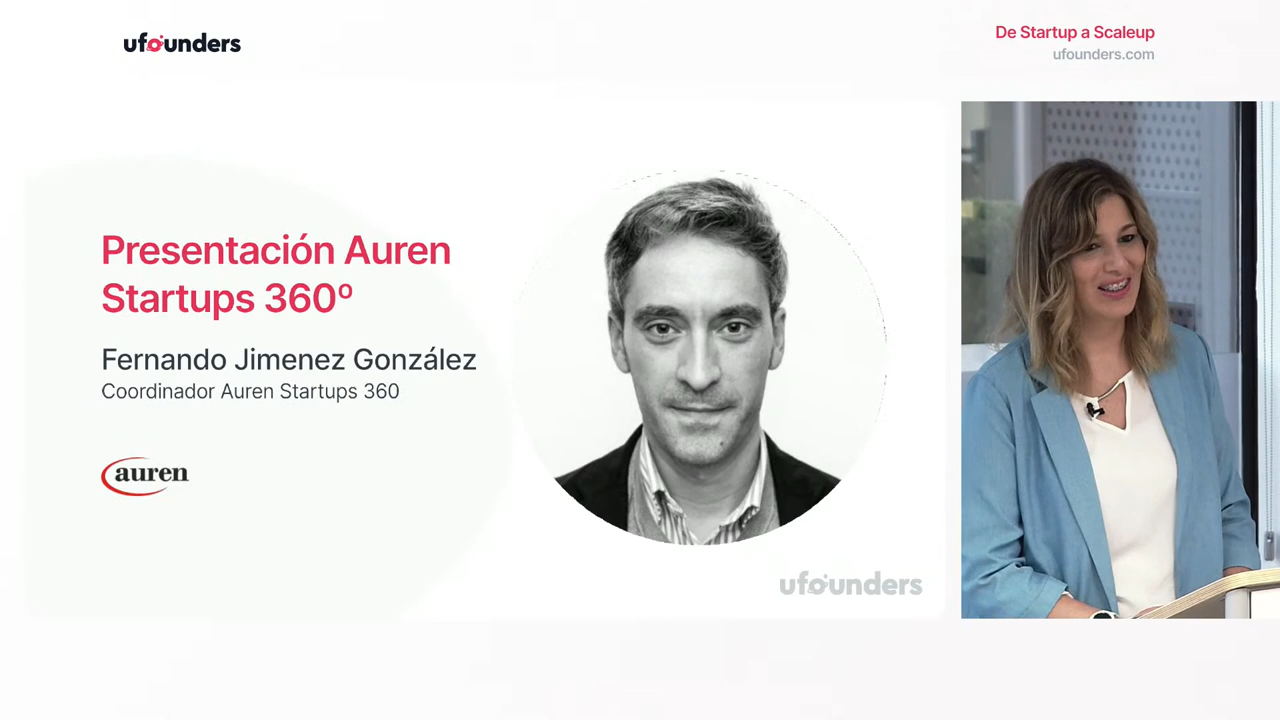 ufounders
De Startup a Scaleup
ufounders.com
Presentación Auren
Startups 360º
Fernando Jimenez González
Coordinador Auren Startups 360
auren
ufounders